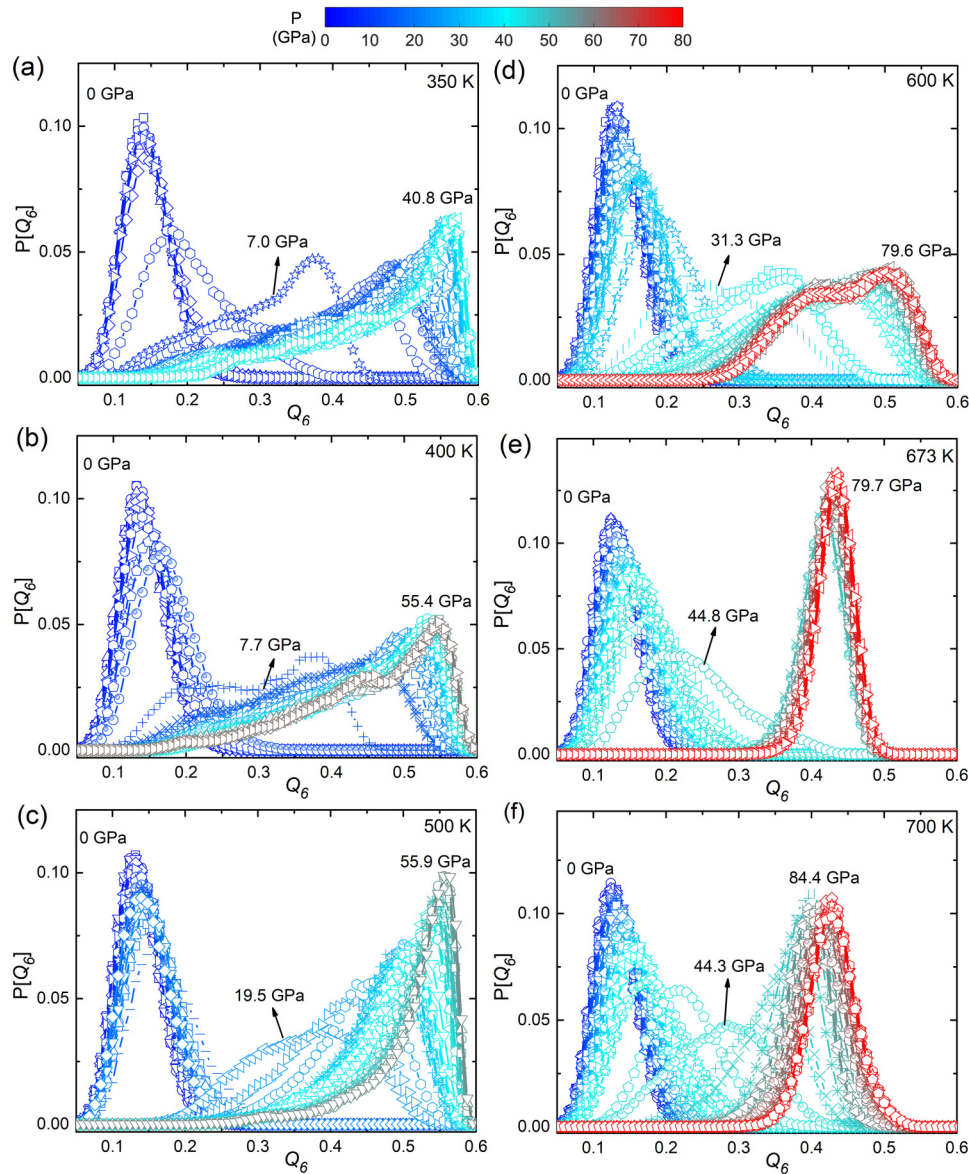 P
(GPa)
0 10 20 30 40 50 60 70 80
(a)
350 K
0 GPa
7.0 GPa
40.8 GPa
P[Q6]
0.10
0.05
0.00
0.1 0.2 0.3 0.4 0.5 0.6
Q6
(b)
400 K
0 GPa
7.7 GPa
55.4 GPa
P[Q6]
0.10
0.05
0.00
0.1 0.2 0.3 0.4 0.5 0.6
Q6
(c)
500 K
0 GPa
19.5 GPa
55.9 GPa
P[Q6]
0.10
0.05
0.00
0.1 0.2 0.3 0.4 0.5 0.6
Q6
(d)
600 K
0 GPa
31.3 GPa
79.6 GPa
0.10
0.05
0.00
0.1 0.2 0.3 0.4 0.5 0.6
Q6
(e)
673 K
0 GPa
44.8 GPa
79.7 GPa
P[Q6]
0.10
0.05
0.00
0.1 0.2 0.3 0.4 0.5 0.6
Q6
(f)
700 K
0 GPa
44.3 GPa
84.4 GPa
P[Q6]
0.10
0.05
0.00
0.1 0.2 0.3 0.4 0.5 0.6
Q6